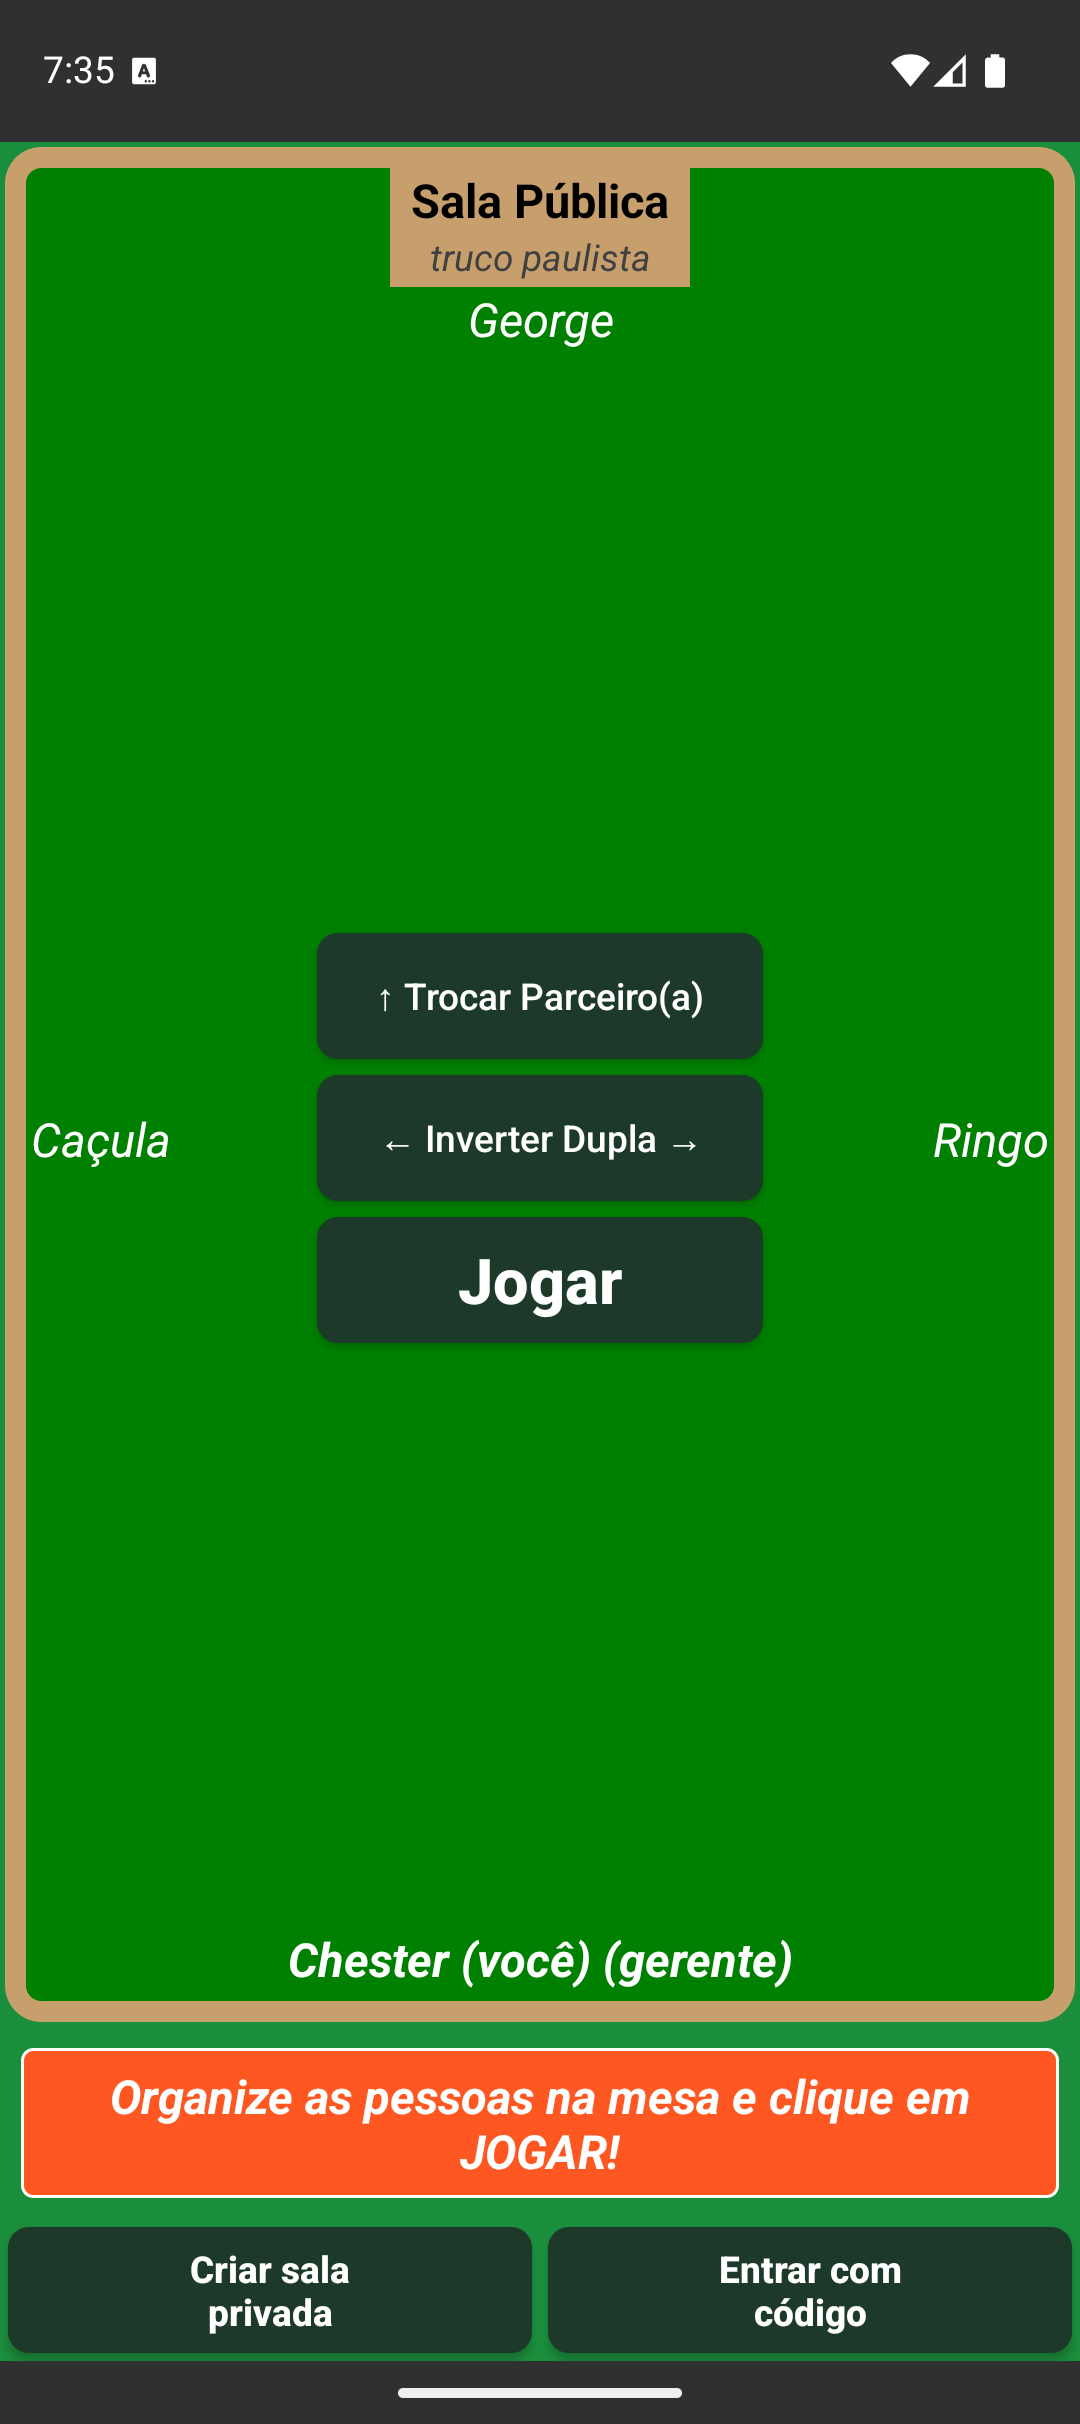 7:35
Sala Pública
truco paulista
George
↑ Trocar Parceiro(a)
Caçula
← Inverter Dupla →
Ringo
Jogar
Chester (você) (gerente)
Organize as pessoas na mesa e clique em
JOGAR!
Criar sala
privada
Entrar com
código